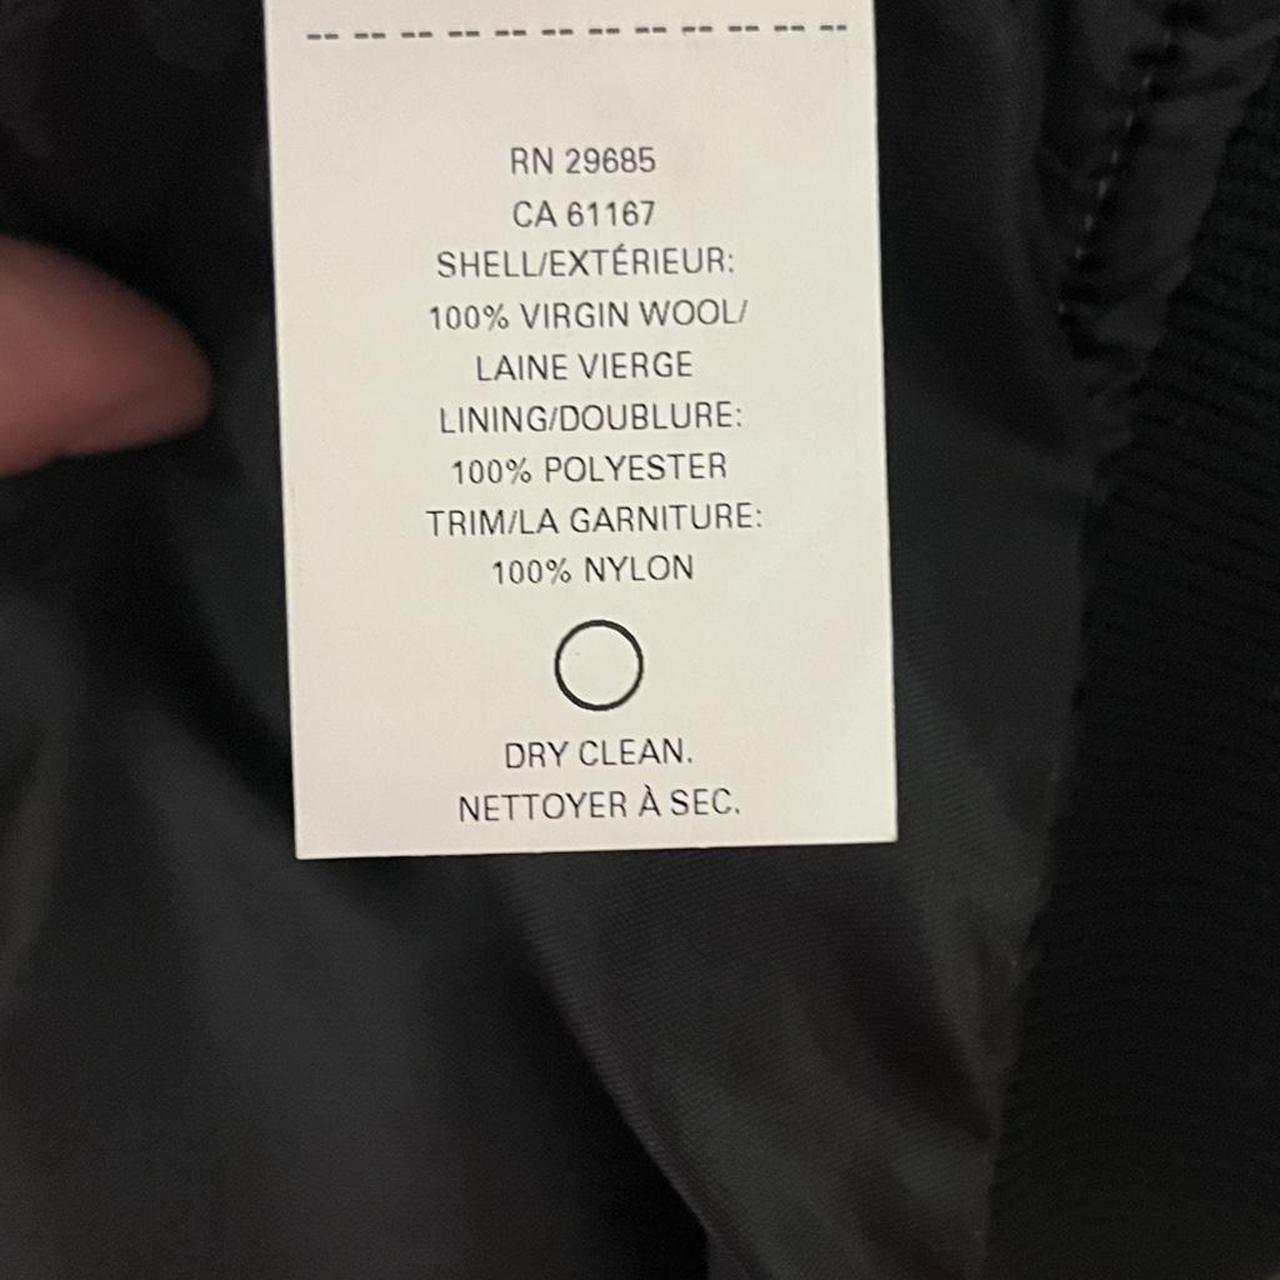 RN 29685
CA 61167
SHELL/EXTÉRIEUR:
100% VIRGIN WOOL/
LAINE VIERGE
LINING/DOUBLURE:
100% POLYESTER
TRIM/LA GARNITURE:
100% NYLON
DRY CLEAN.
NETTOYER À SEC.